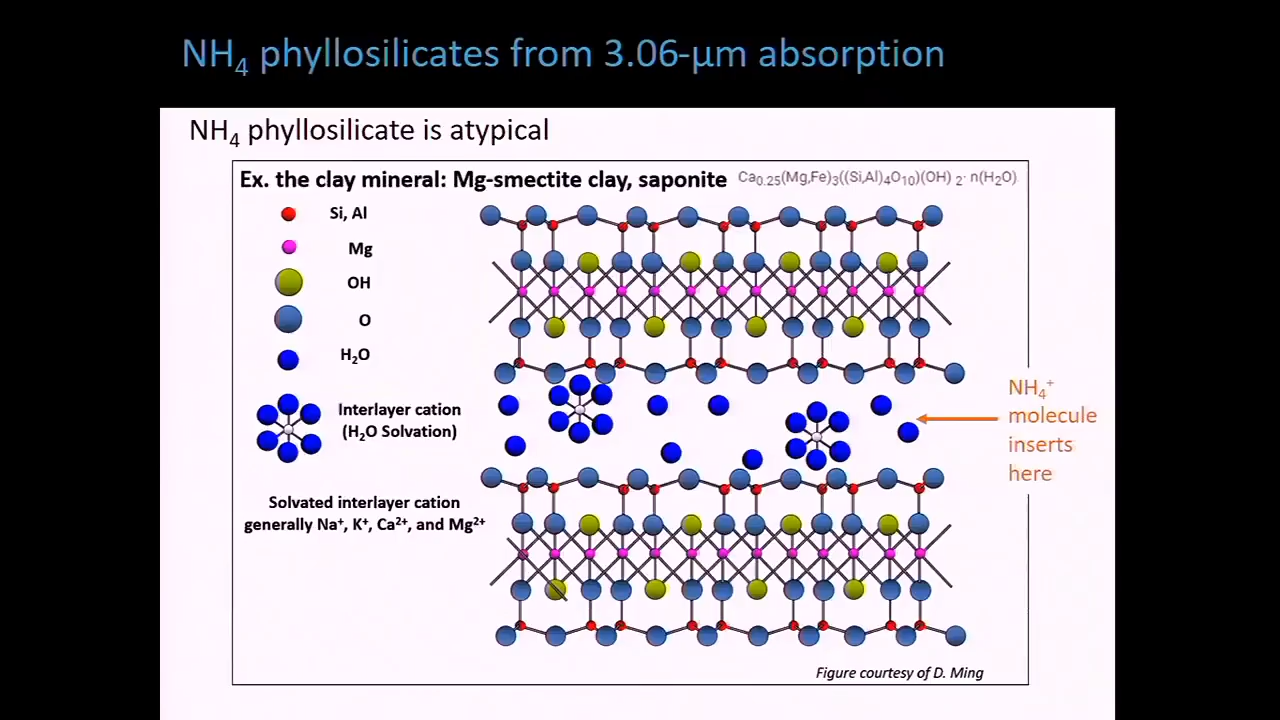 NH4 phyllosilicates from 3.06-µm absorption
NH4 phyllosilicate is atypical
Ex. the clay mineral: Mg-smectite clay, saponite Ca0.25(Mg,Fe)3((Si,Al)4O10)(OH) 2· n(H2O)
Si, Al
Mg
OH
O
H2O
Interlayer cation
(H2O Solvation)
Solvated interlayer cation
generally Na+, K+, Ca2+, and Mg2+
NH4+
molecule
inserts
here
Figure courtesy of D. Ming